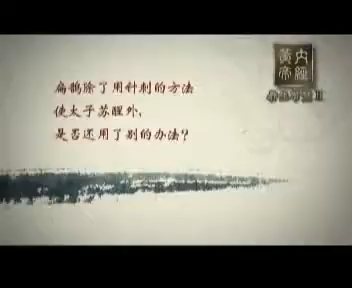 黄帝
内经
扁鹊除了用针刺的方法
使太子苏醒外，
是否还用了别的办法？